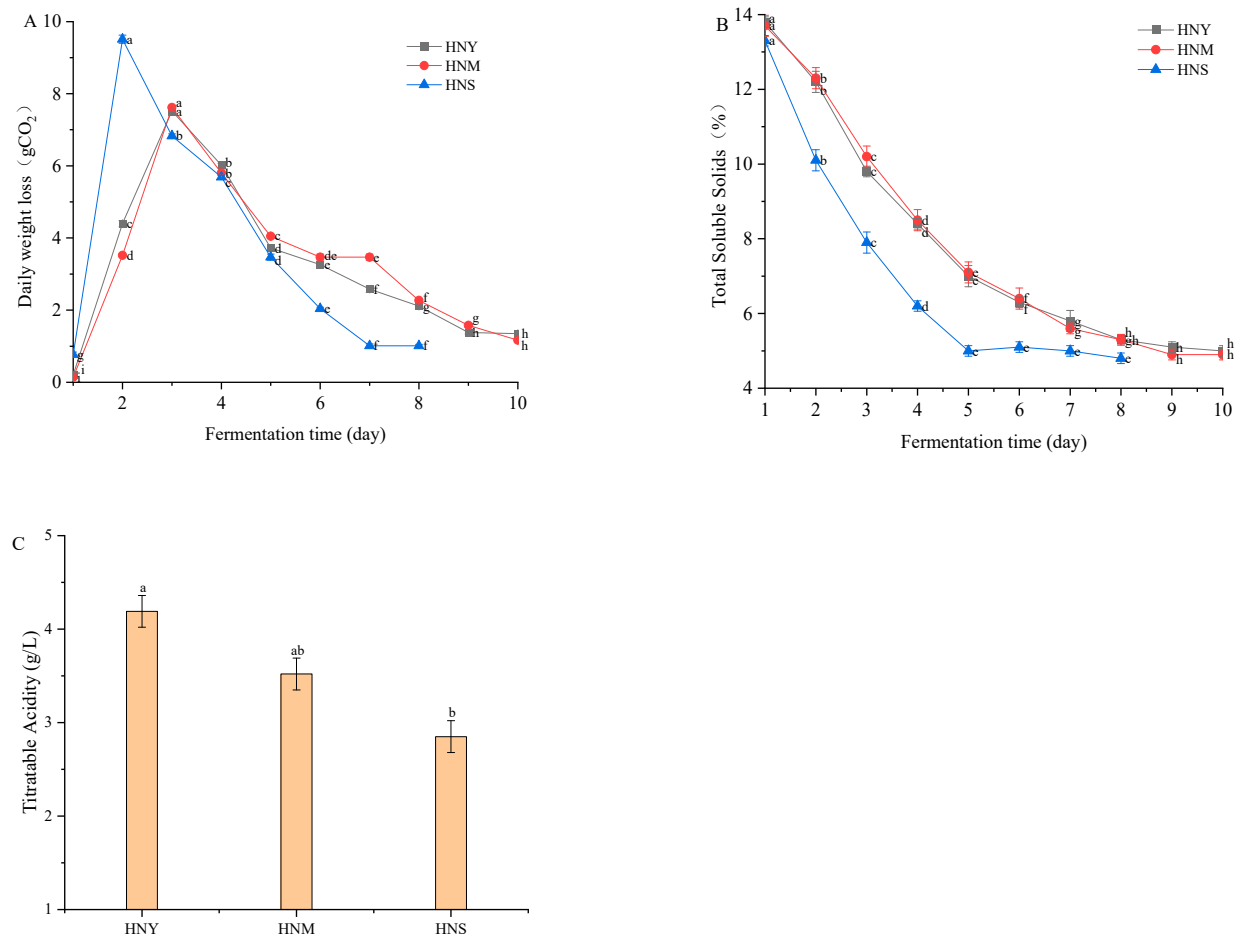 A
10
8
6
4
2
0
Daily weight loss（gCO2）
HNY
HNM
HNS
a
a
a
b
b
b
c
c
d
c
d
d
dc
e
e
e
f
f
f
g
f
g
h
h
h
g
i
2
4
6
8
10
Fermentation time (day)
B
14
12
10
8
6
4
Total Soluble Solids（%）
HNY
HNM
HNS
a
a
a
b
b
b
c
c
c
d
d
d
e
e
e
f
f
e
g
g
e
h
gh
e
h
h
h
h
1
2
3
4
5
6
7
8
9
10
Fermentation time (day)
C
5
4
3
2
1
Titratable Acidity (g/L)
a
ab
b
HNY
HNM
HNS